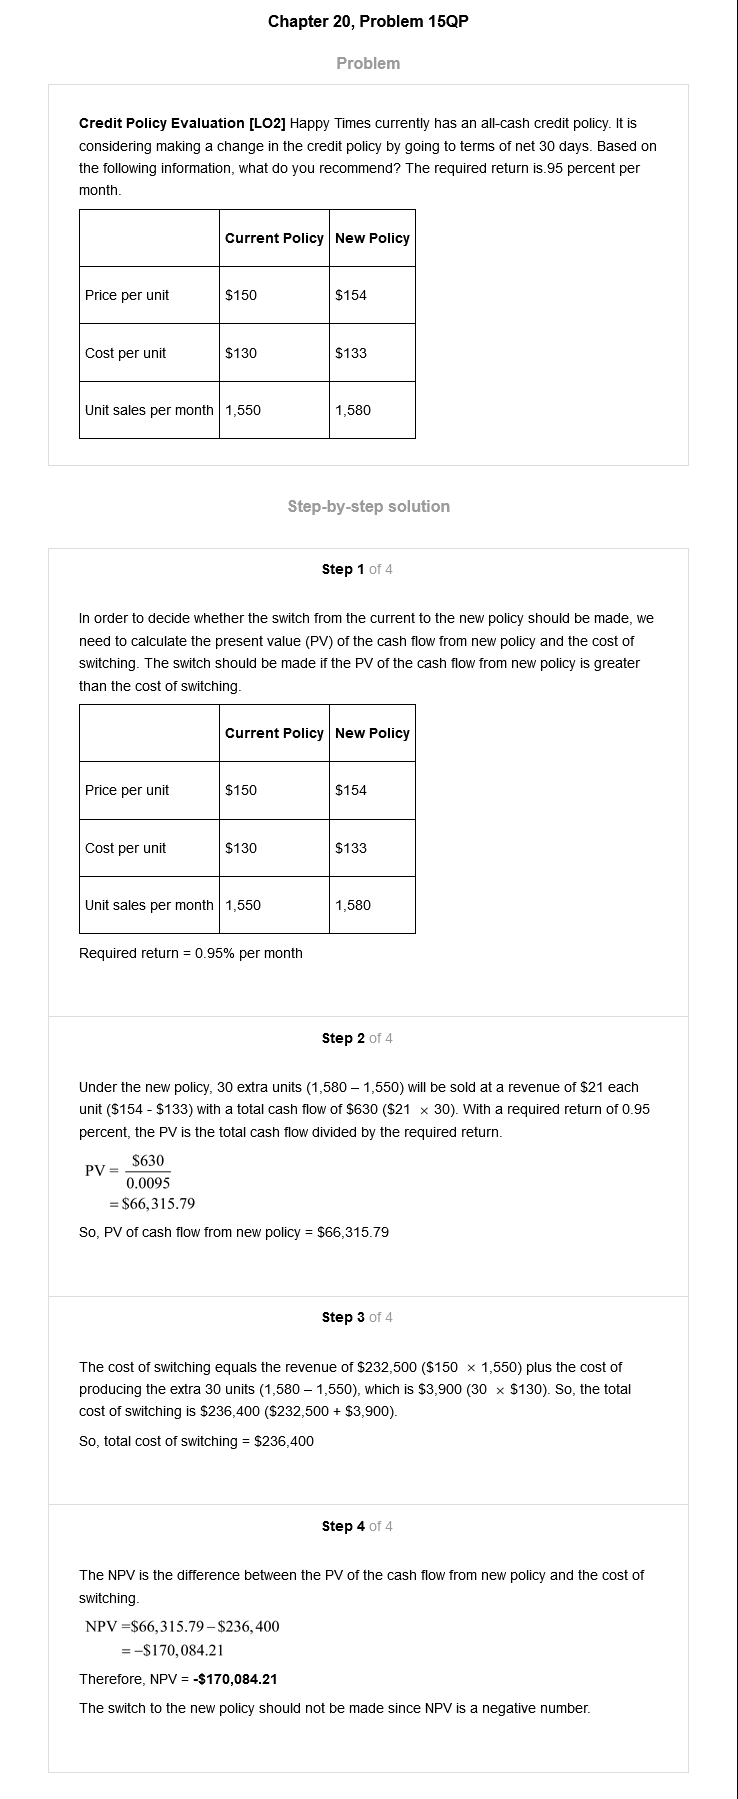 Chapter 20, Problem 15QP
Problem
Credit Policy Evaluation [LO2] Happy Times currently has an all-cash credit policy. It is
considering making a change in the credit policy by going to terms of net 30 days. Based on
the following information, what do you recommend? The required return is.95 percent per
month.
Current Policy New Policy
Price per unit $150 $154
Cost per unit $130 $133
Unit sales per month 1,550 1,580
Step-by-step solution
Step 1 of 4
In order to decide whether the switch from the current to the new policy should be made, we
need to calculate the present value (PV) of the cash flow from new policy and the cost of
switching. The switch should be made if the PV of the cash flow from new policy is greater
than the cost of switching.
Current Policy New Policy
Price per unit $150 $154
Cost per unit $130 $133
Unit sales per month 1,550 1,580
Required return = 0.95% per month
Step 2 of 4
Under the new policy, 30 extra units (1,580 – 1,550) will be sold at a revenue of $21 each
unit ($154 - $133) with a total cash flow of $630 ($21 × 30). With a required return of 0.95
percent, the PV is the total cash flow divided by the required return.
PV = $630
0.0095
= $66,315.79
So, PV of cash flow from new policy = $66,315.79
Step 3 of 4
The cost of switching equals the revenue of $232,500 ($150 × 1,550) plus the cost of
producing the extra 30 units (1,580 – 1,550), which is $3,900 (30 × $130). So, the total
cost of switching is $236,400 ($232,500 + $3,900).
So, total cost of switching = $236,400
Step 4 of 4
The NPV is the difference between the PV of the cash flow from new policy and the cost of
switching.
NPV =$66,315.79 – $236,400
= –$170,084.21
Therefore, NPV = -$170,084.21
The switch to the new policy should not be made since NPV is a negative number.